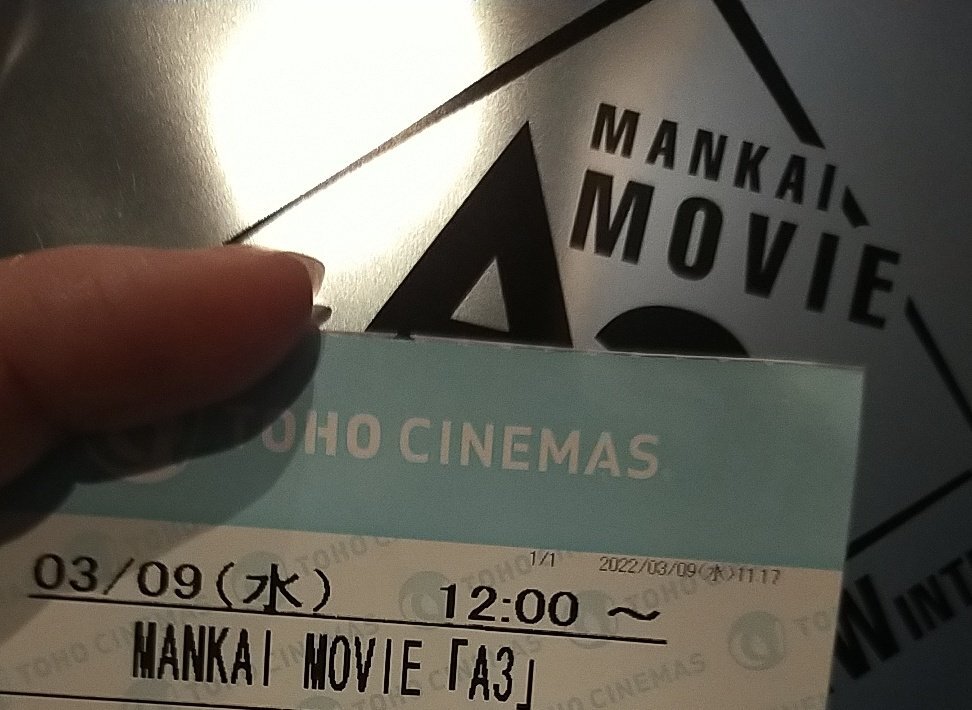 MANKAI
MOVIE
A3
TOHO CINEMAS
1/1 2022/03/09(水)11.17
03/09(水) 12:00 ～
MANKAI MOVIE「A3」